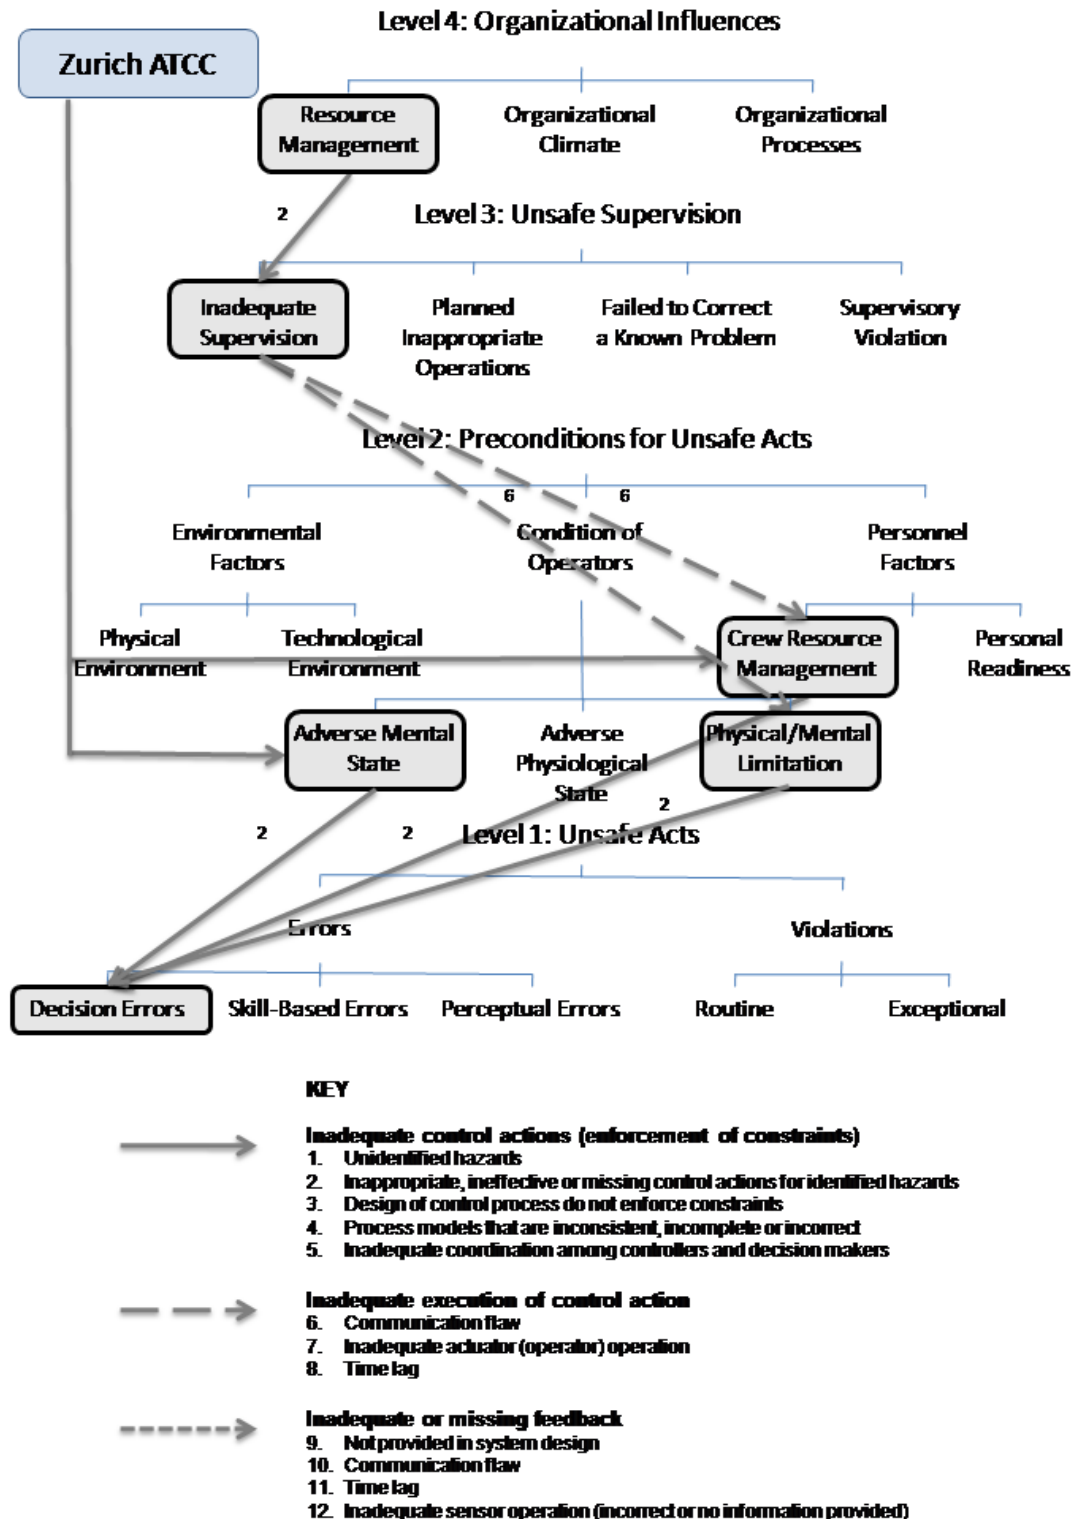 Level 4: Organizational Influences
Zurich ATCC
Resource
Management
Organizational
Climate
Organizational
Processes
2
Level 3: Unsafe Supervision
Inadequate
Supervision
Planned
Inappropriate
Operations
Failed to Correct
a Known Problem
Supervisory
Violation
Level 2: Preconditions for Unsafe Acts
6
6
Environmental
Factors
Condition of
Operators
Personnel
Factors
Physical
Environment
Technological
Environment
Crew Resource
Management
Personal
Readiness
Adverse Mental
State
Adverse
Physiological
State
Physical/Mental
Limitation
2
2
2
Level 1: Unsafe Acts
Errors
Violations
Decision Errors
Skill-Based Errors
Perceptual Errors
Routine
Exceptional
KEY
Inadequate control actions (enforcement of constraints)
1. Unidentified hazards
2. Inappropriate, ineffective or missing control actions for identified hazards
3. Design of control process do not enforce constraints
4. Process models that are inconsistent, incomplete or incorrect
5. Inadequate coordination among controllers and decision makers
Inadequate execution of control action
6. Communication flaw
7. Inadequate actuator (operator) operation
8. Time lag
Inadequate or missing feedback
9. Not provided in system design
10. Communication flaw
11. Time lag
12. Inadequate sensor operation (incorrect or no information provided)